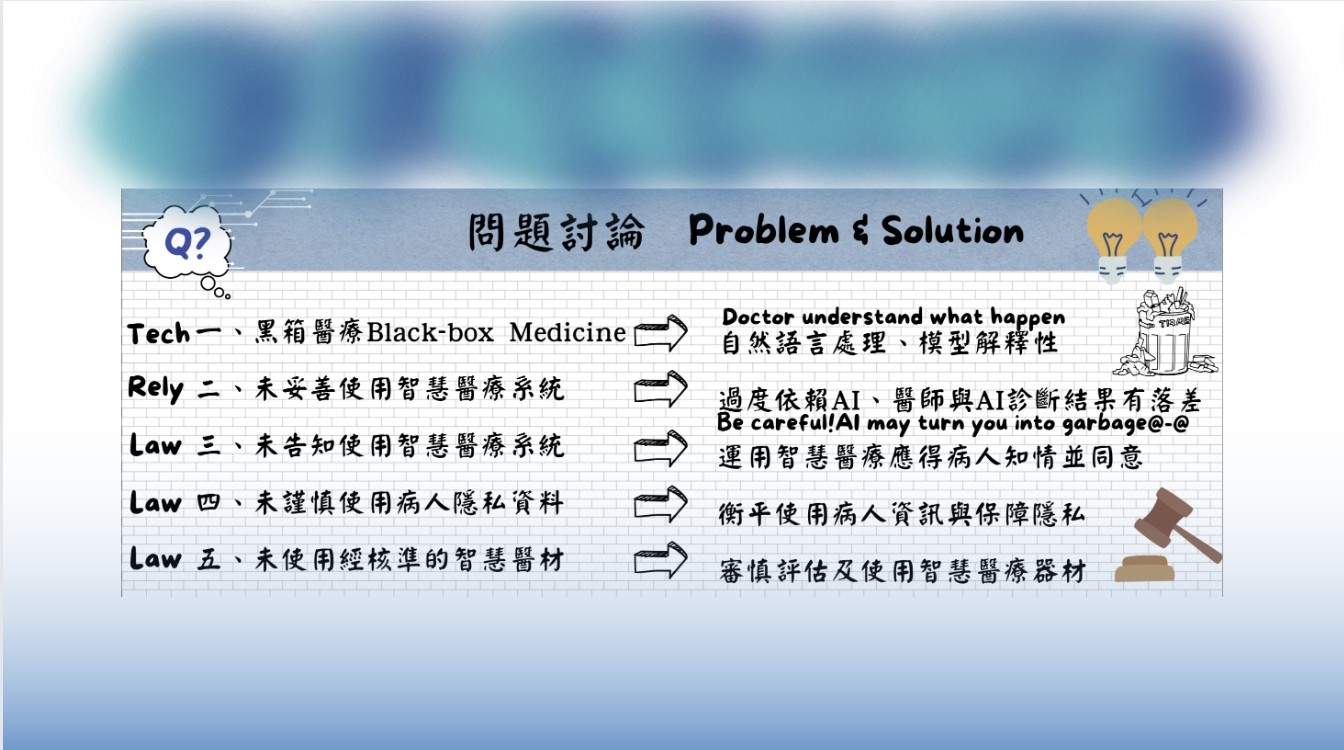 Q?
問題討論 Problem & Solution
Tech 一、黑箱醫療Black-box Medicine
Doctor understand what happen
自然語言處理、模型解釋性
TRASH
Rely 二、未妥善使用智慧醫療系統
過度依賴AI、醫師與AI診斷結果有落差
Be careful!AI may turn you into garbage@-@
Law 三、未告知使用智慧醫療系統
運用智慧醫療應得病人知情並同意
Law 四、未謹慎使用病人隱私資料
衡平使用病人資訊與保障隱私
Law 五、未使用經核準的智慧醫材
審慎評估及使用智慧醫療器材